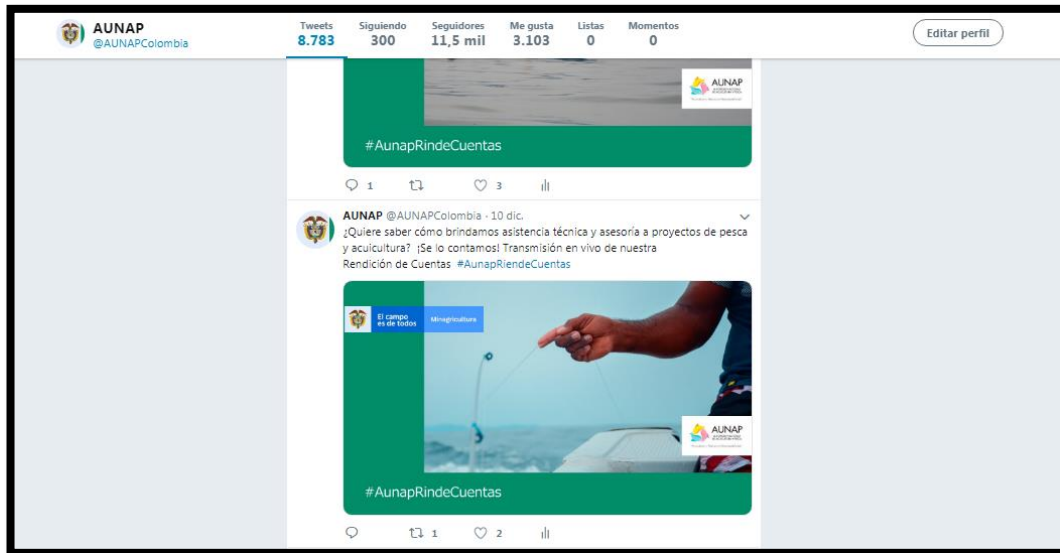 AUNAP
@AUNAPColombia
Tweets Siguiendo Seguidores Me gusta Listas Momentos
8.783 300 11,5 mil 3.103 0 0
Editar perfil
AUNAP
#AunapRindeCuentas
1 3
AUNAP @AUNAPColombia · 10 dic.
¿Quiere saber cómo brindamos asistencia técnica y asesoría a proyectos de pesca
y acuicultura? ¡Se lo contamos! Transmisión en vivo de nuestra
Rendición de Cuentas #AunapRiendeCuentas
El campo
es de todos
Minagricultura
AUNAP
#AunapRindeCuentas
1 2